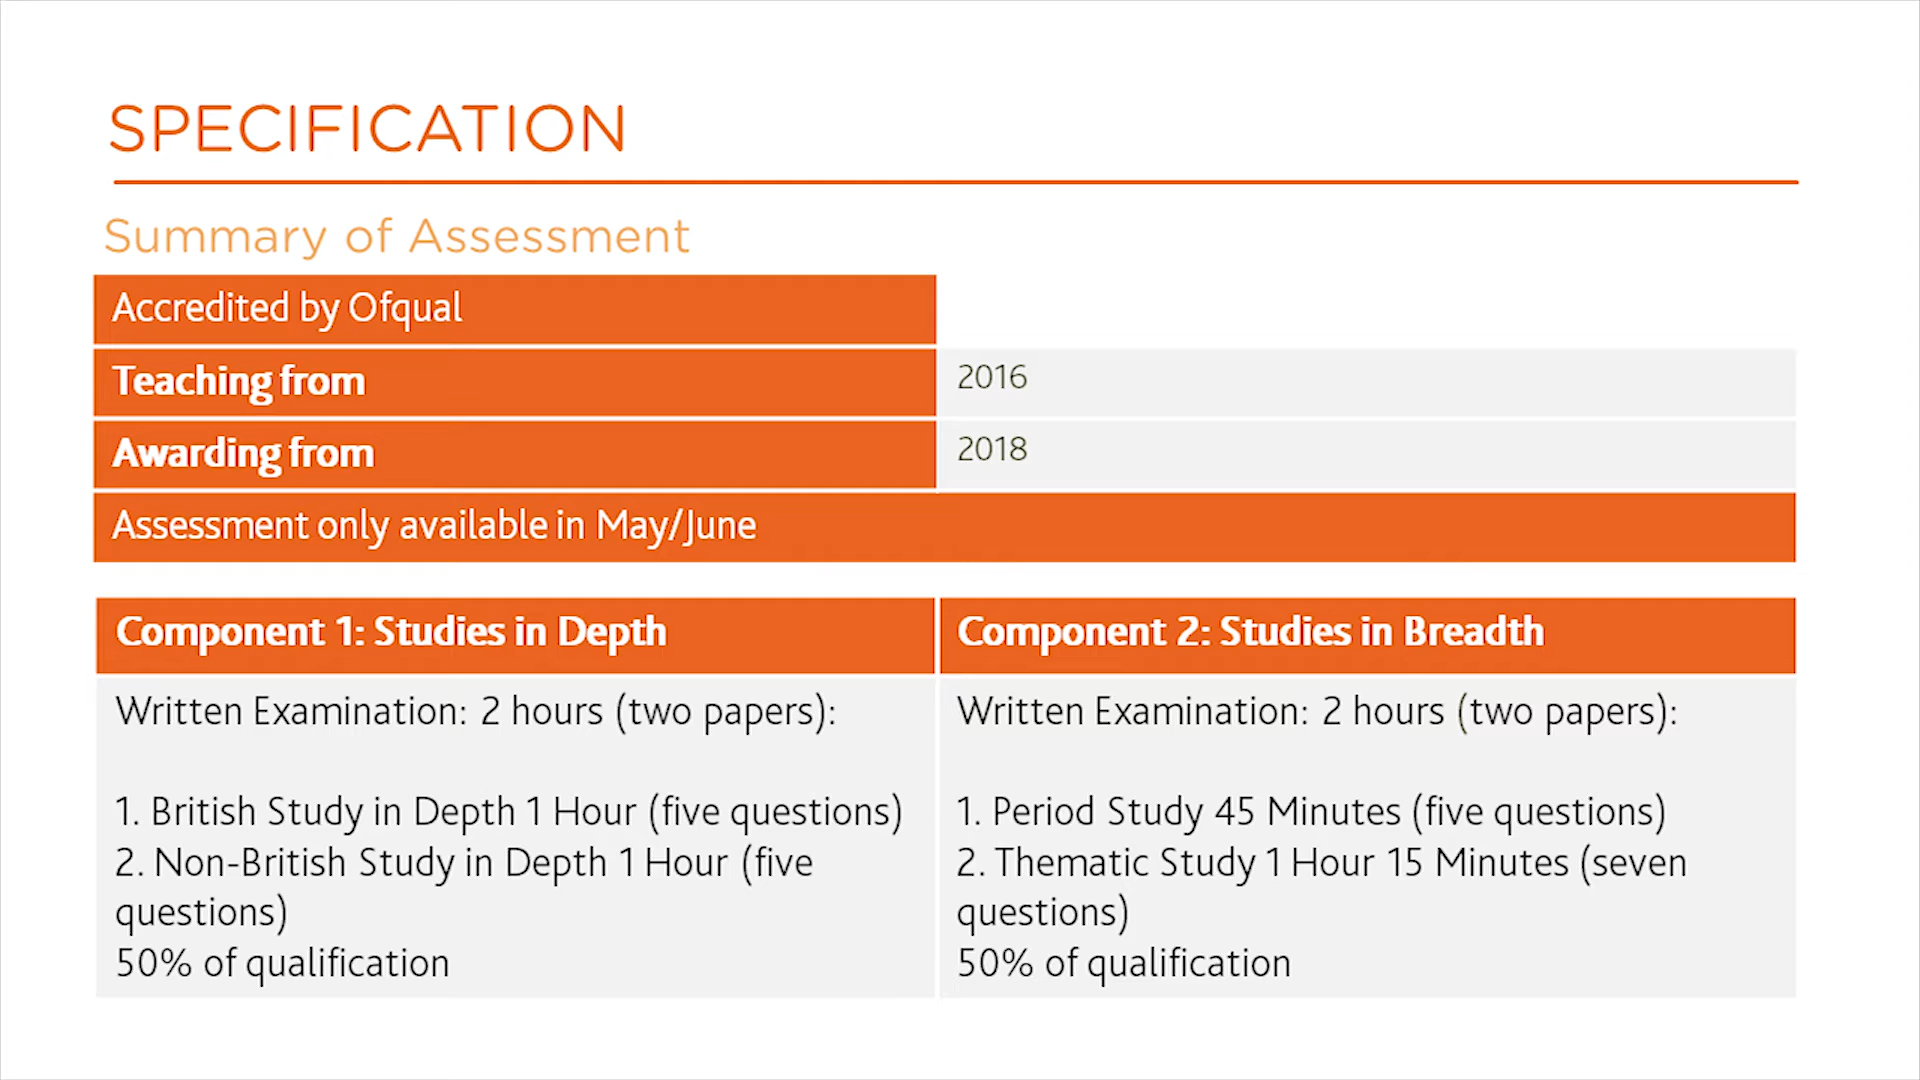 SPECIFICATION
Summary of Assessment
Accredited by Ofqual
Teaching from 2016
Awarding from 2018
Assessment only available in May/June
Component 1: Studies in Depth
Written Examination: 2 hours (two papers):
1. British Study in Depth 1 Hour (five questions)
2. Non-British Study in Depth 1 Hour (five
questions)
50% of qualification
Component 2: Studies in Breadth
Written Examination: 2 hours (two papers):
1. Period Study 45 Minutes (five questions)
2. Thematic Study 1 Hour 15 Minutes (seven
questions)
50% of qualification